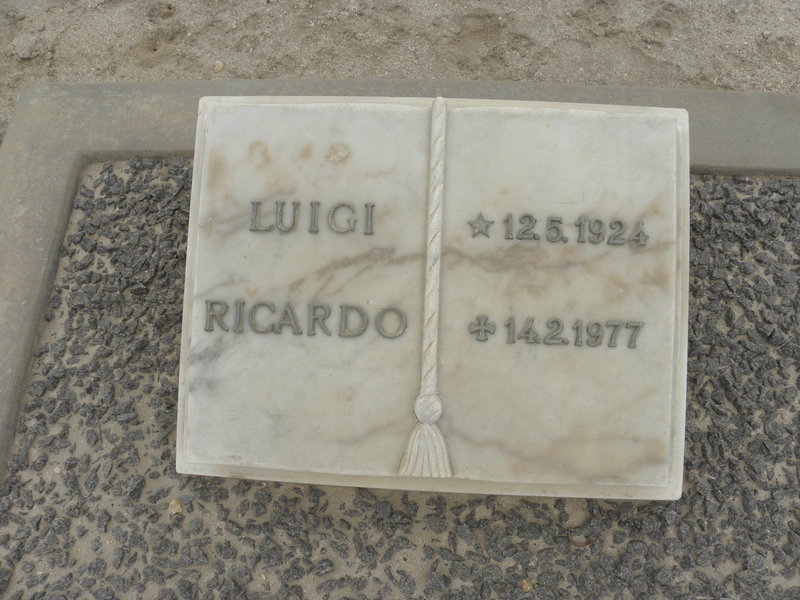 LUIGI
RICARDO
☆ 12.5.1924
✠ 14.2.1977